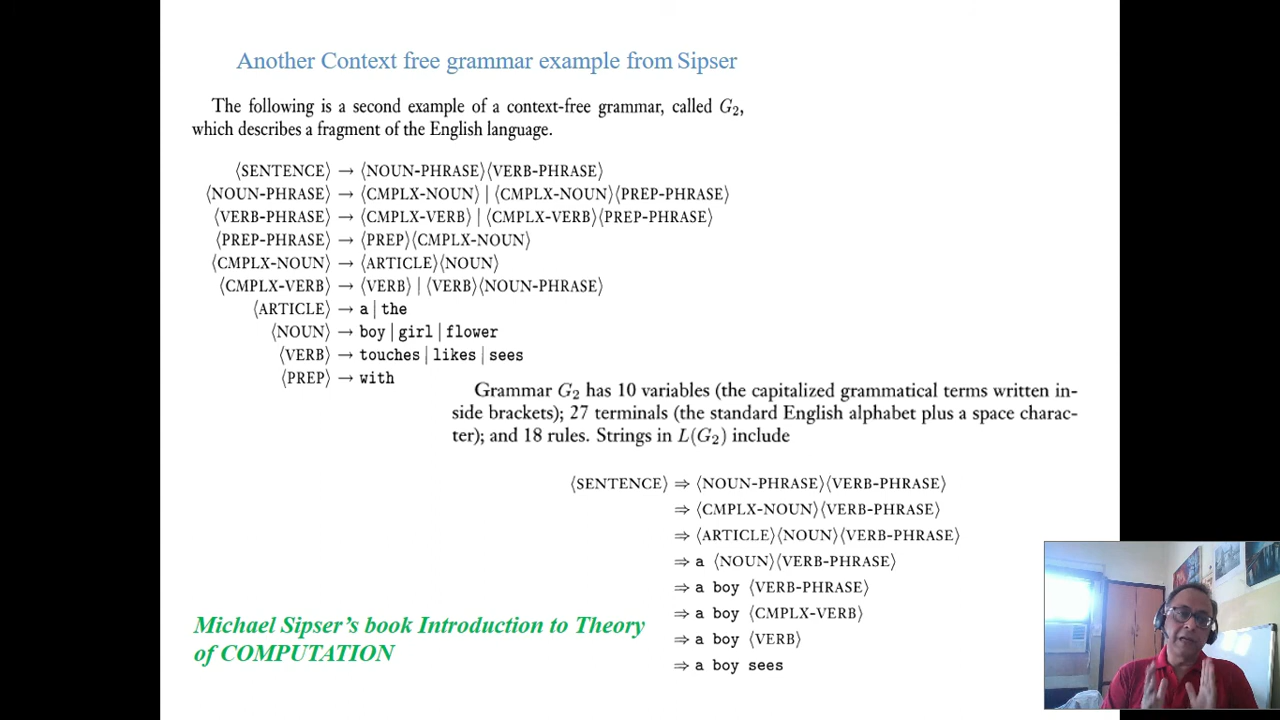 Another Context free grammar example from Sipser
The following is a second example of a context-free grammar, called G₂,
which describes a fragment of the English language.
⟨SENTENCE⟩ → ⟨NOUN-PHRASE⟩⟨VERB-PHRASE⟩
⟨NOUN-PHRASE⟩ → ⟨CMPLX-NOUN⟩ | ⟨CMPLX-NOUN⟩⟨PREP-PHRASE⟩
⟨VERB-PHRASE⟩ → ⟨CMPLX-VERB⟩ | ⟨CMPLX-VERB⟩⟨PREP-PHRASE⟩
⟨PREP-PHRASE⟩ → ⟨PREP⟩⟨CMPLX-NOUN⟩
⟨CMPLX-NOUN⟩ → ⟨ARTICLE⟩⟨NOUN⟩
⟨CMPLX-VERB⟩ → ⟨VERB⟩ | ⟨VERB⟩⟨NOUN-PHRASE⟩
⟨ARTICLE⟩ → a | the
⟨NOUN⟩ → boy | girl | flower
⟨VERB⟩ → touches | likes | sees
⟨PREP⟩ → with
Grammar G₂ has 10 variables (the capitalized grammatical terms written in-
side brackets); 27 terminals (the standard English alphabet plus a space charac-
ter); and 18 rules. Strings in L(G₂) include
⟨SENTENCE⟩ ⇒ ⟨NOUN-PHRASE⟩⟨VERB-PHRASE⟩
⇒ ⟨CMPLX-NOUN⟩⟨VERB-PHRASE⟩
⇒ ⟨ARTICLE⟩⟨NOUN⟩⟨VERB-PHRASE⟩
⇒ a ⟨NOUN⟩⟨VERB-PHRASE⟩
⇒ a boy ⟨VERB-PHRASE⟩
⇒ a boy ⟨CMPLX-VERB⟩
⇒ a boy ⟨VERB⟩
⇒ a boy sees
Michael Sipser's book Introduction to Theory
of COMPUTATION